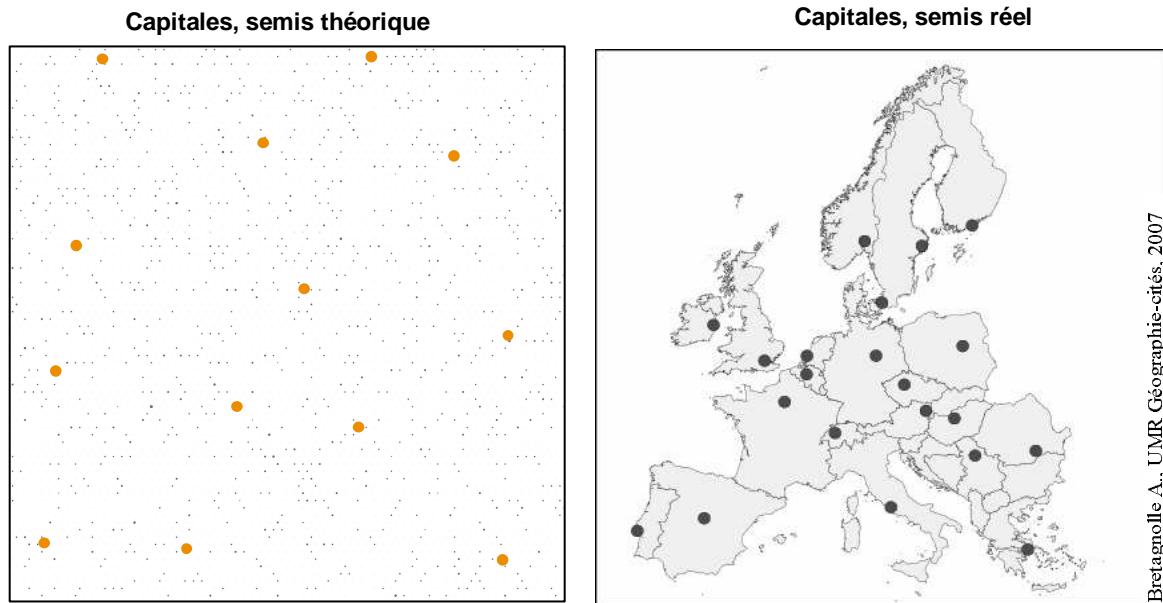 Capitales, semis théorique
Capitales, semis réel
Bretagnolle A., UMR Géographie-cités, 2007